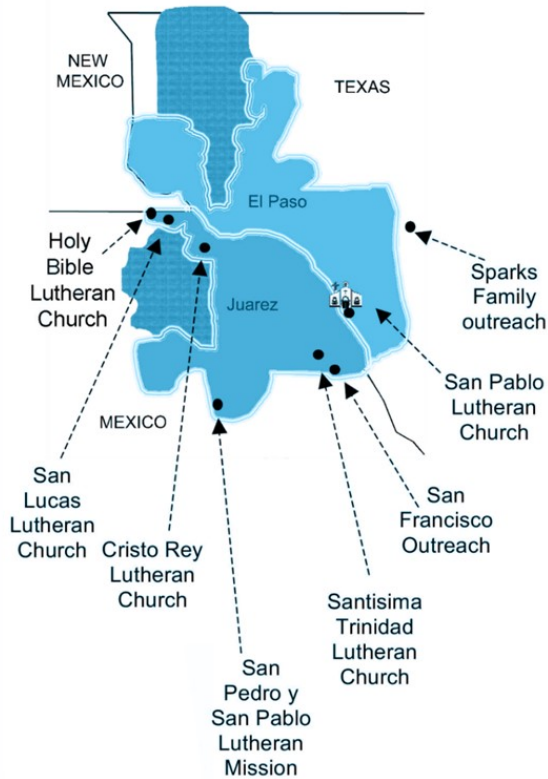 NEW
MEXICO
TEXAS
El Paso
Holy
Bible
Lutheran
Church
Sparks
Family
outreach
Juarez
San Pablo
Lutheran
Church
MEXICO
San
Lucas
Lutheran
Church
Cristo Rey
Lutheran
Church
San
Francisco
Outreach
Santisima
Trinidad
Lutheran
Church
San
Pedro y
San Pablo
Lutheran
Mission